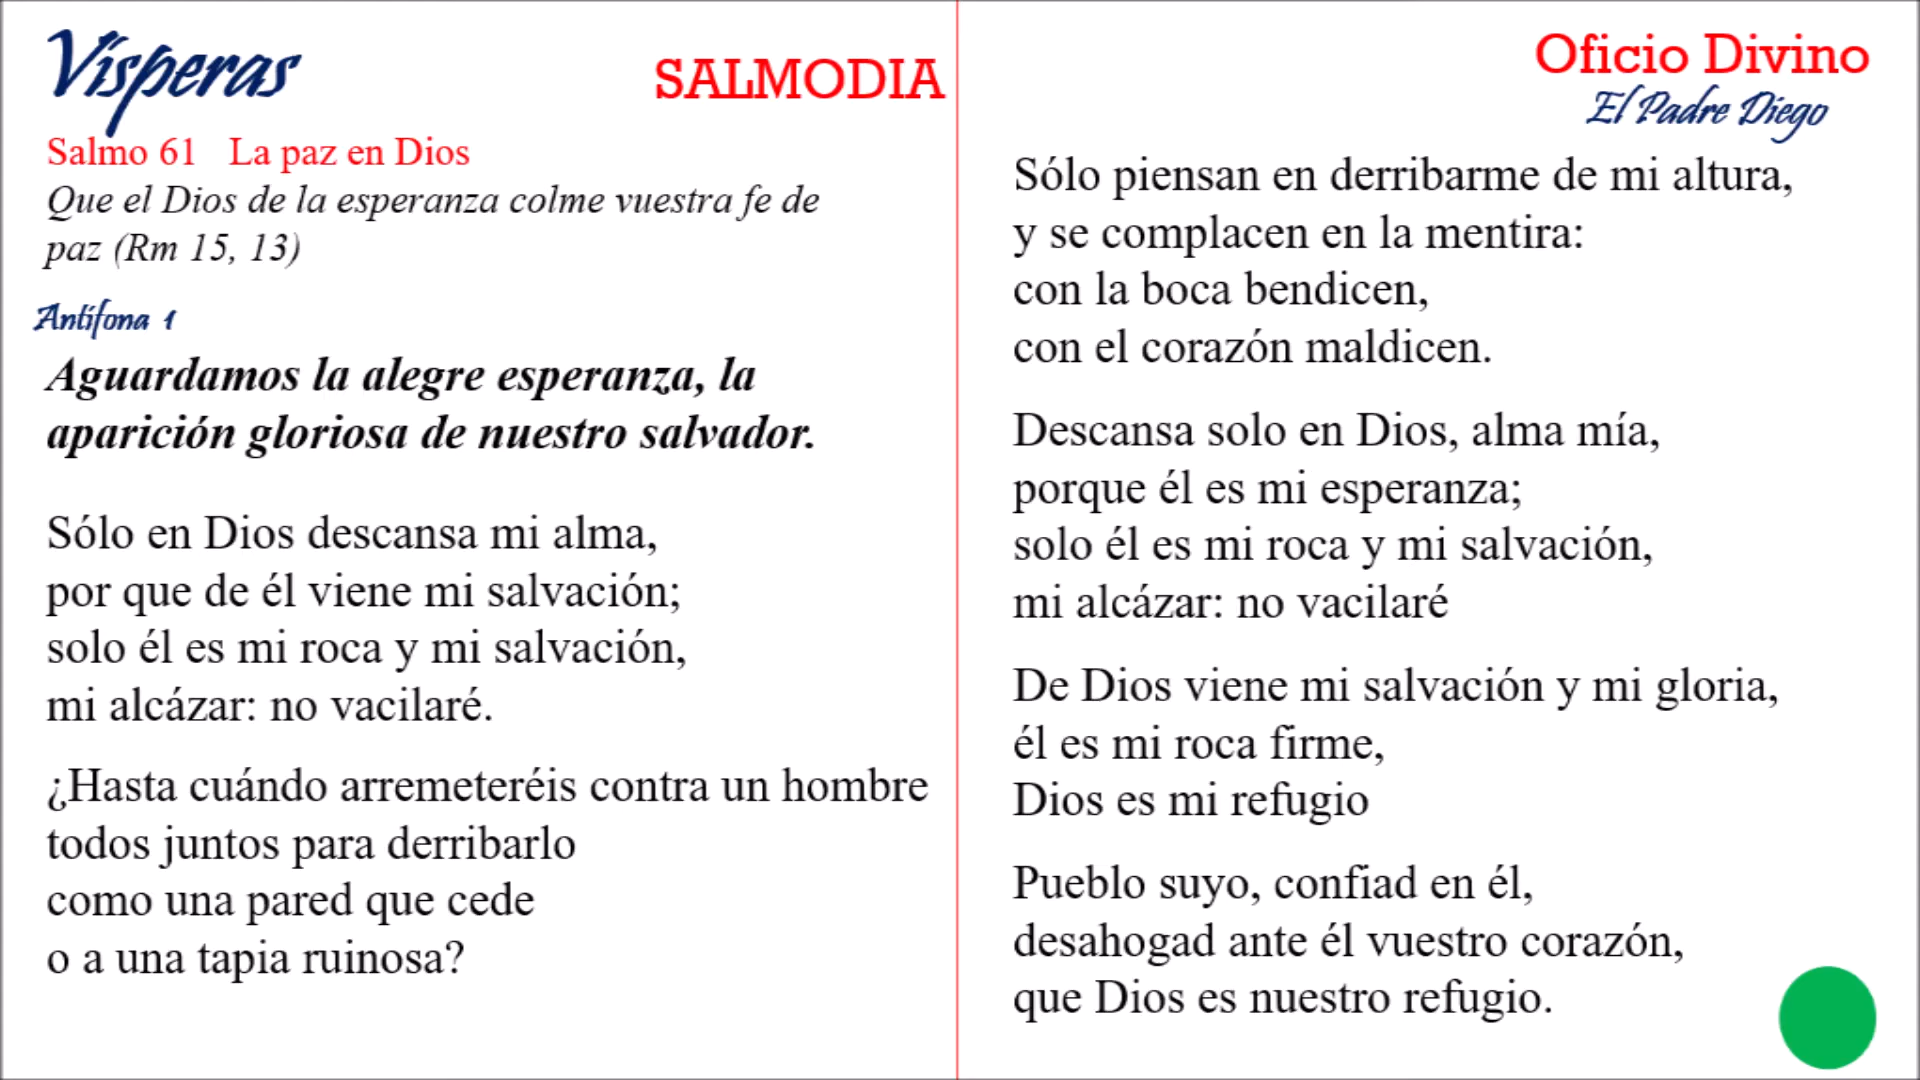 Vísperas
SALMODIA
Salmo 61 La paz en Dios
Que el Dios de la esperanza colme vuestra fe de
paz (Rm 15, 13)
Antífona 1
Aguardamos la alegre esperanza, la
aparición gloriosa de nuestro salvador.
Sólo en Dios descansa mi alma,
por que de él viene mi salvación;
solo él es mi roca y mi salvación,
mi alcázar: no vacilaré.
¿Hasta cuándo arremeteréis contra un hombre
todos juntos para derribarlo
como una pared que cede
o a una tapia ruinosa?
Oficio Divino
El Padre Diego
Sólo piensan en derribarme de mi altura,
y se complacen en la mentira:
con la boca bendicen,
con el corazón maldicen.
Descansa solo en Dios, alma mía,
porque él es mi esperanza;
solo él es mi roca y mi salvación,
mi alcázar: no vacilaré
De Dios viene mi salvación y mi gloria,
él es mi roca firme,
Dios es mi refugio
Pueblo suyo, confiad en él,
desahogad ante él vuestro corazón,
que Dios es nuestro refugio.